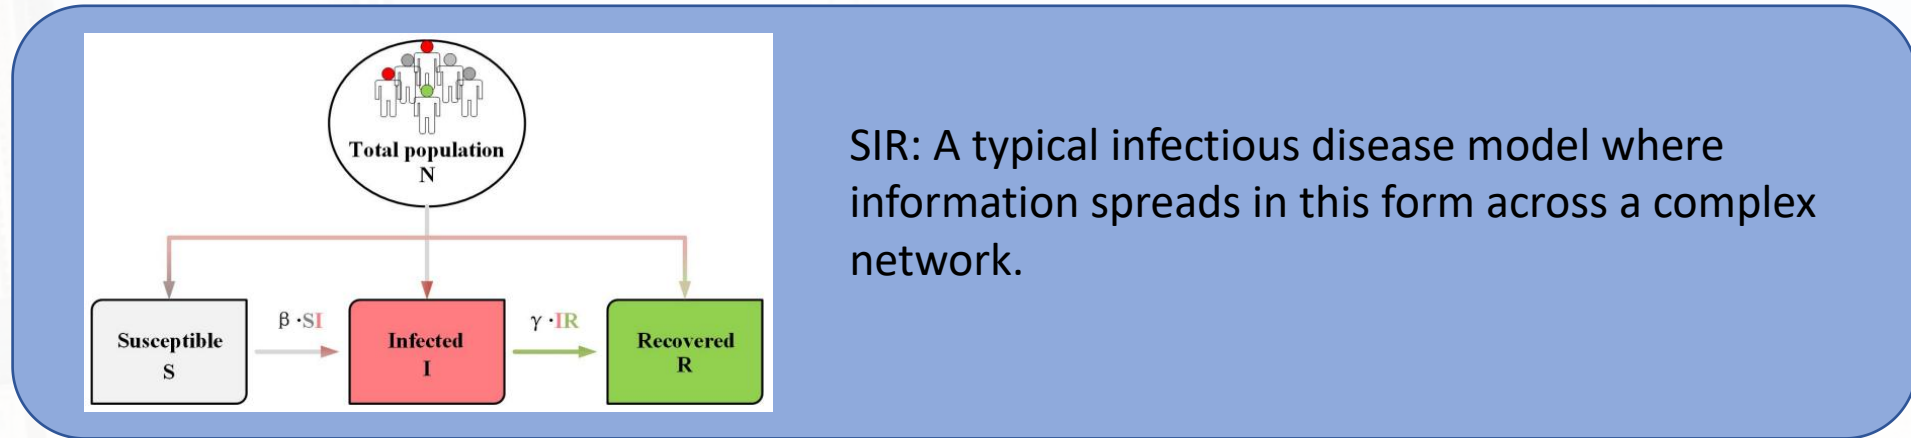 Total population
N
β·SI
γ·IR
Susceptible
S
Infected
I
Recovered
R
SIR: A typical infectious disease model where
information spreads in this form across a complex
network.